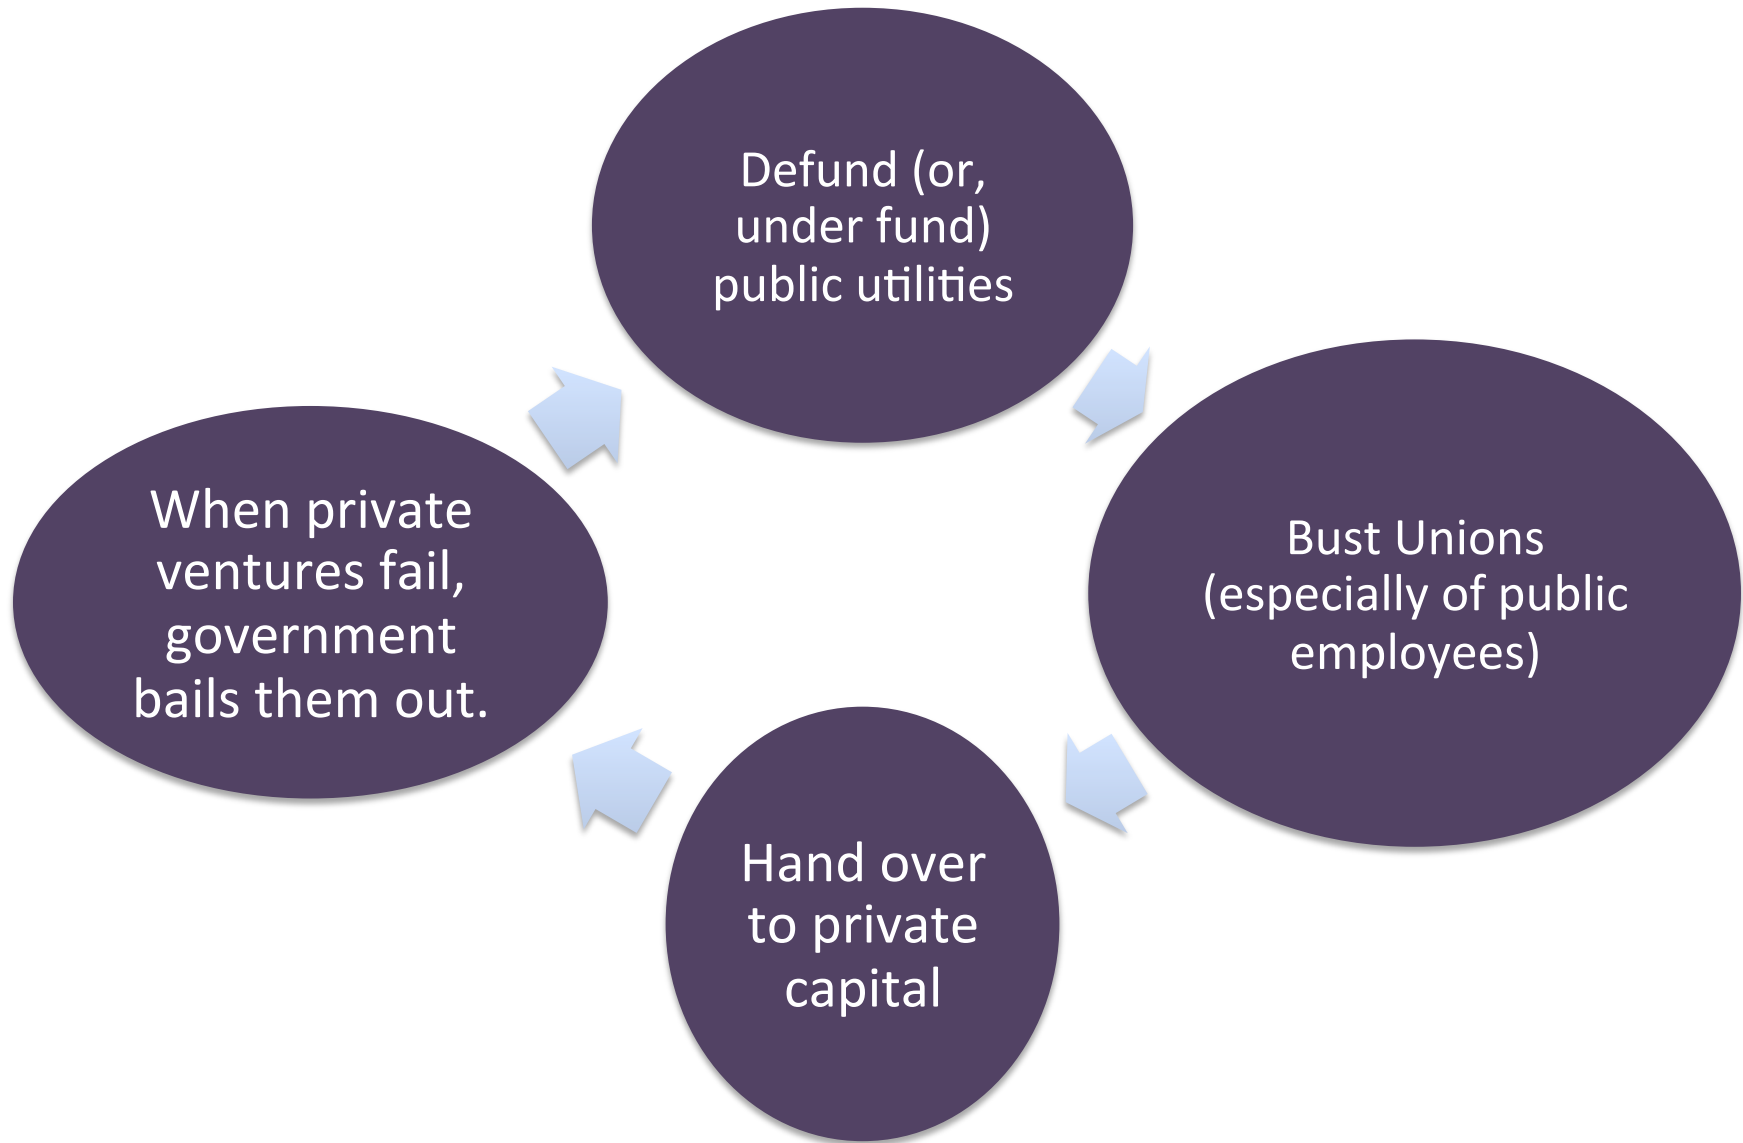 Defund (or,
under fund)
public utilities
Bust Unions
(especially of public
employees)
Hand over
to private
capital
When private
ventures fail,
government
bails them out.